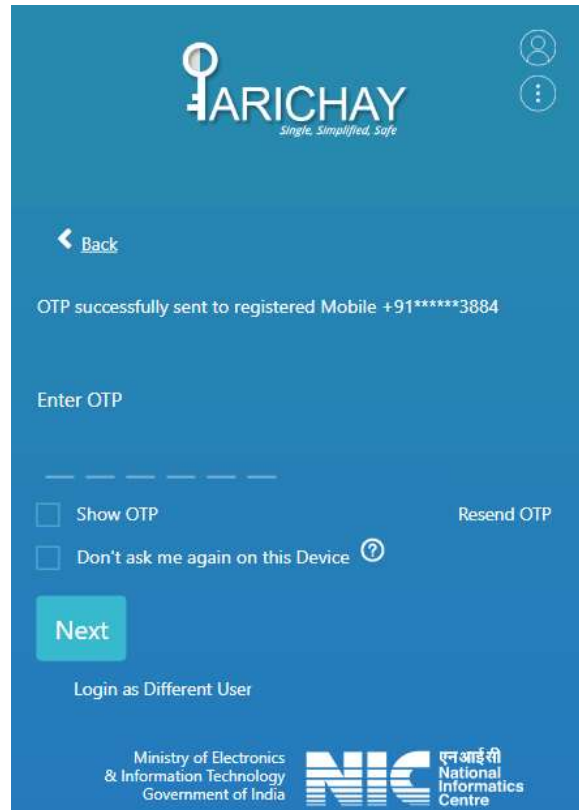 PARICHAY
Single, Simplified, Safe
Back
OTP successfully sent to registered Mobile +91******3884
Enter OTP
Show OTP
Resend OTP
Don't ask me again on this Device ?
Next
Login as Different User
Ministry of Electronics
& Information Technology
Government of India
NIC
एनआईसी
National
Informatics
Centre